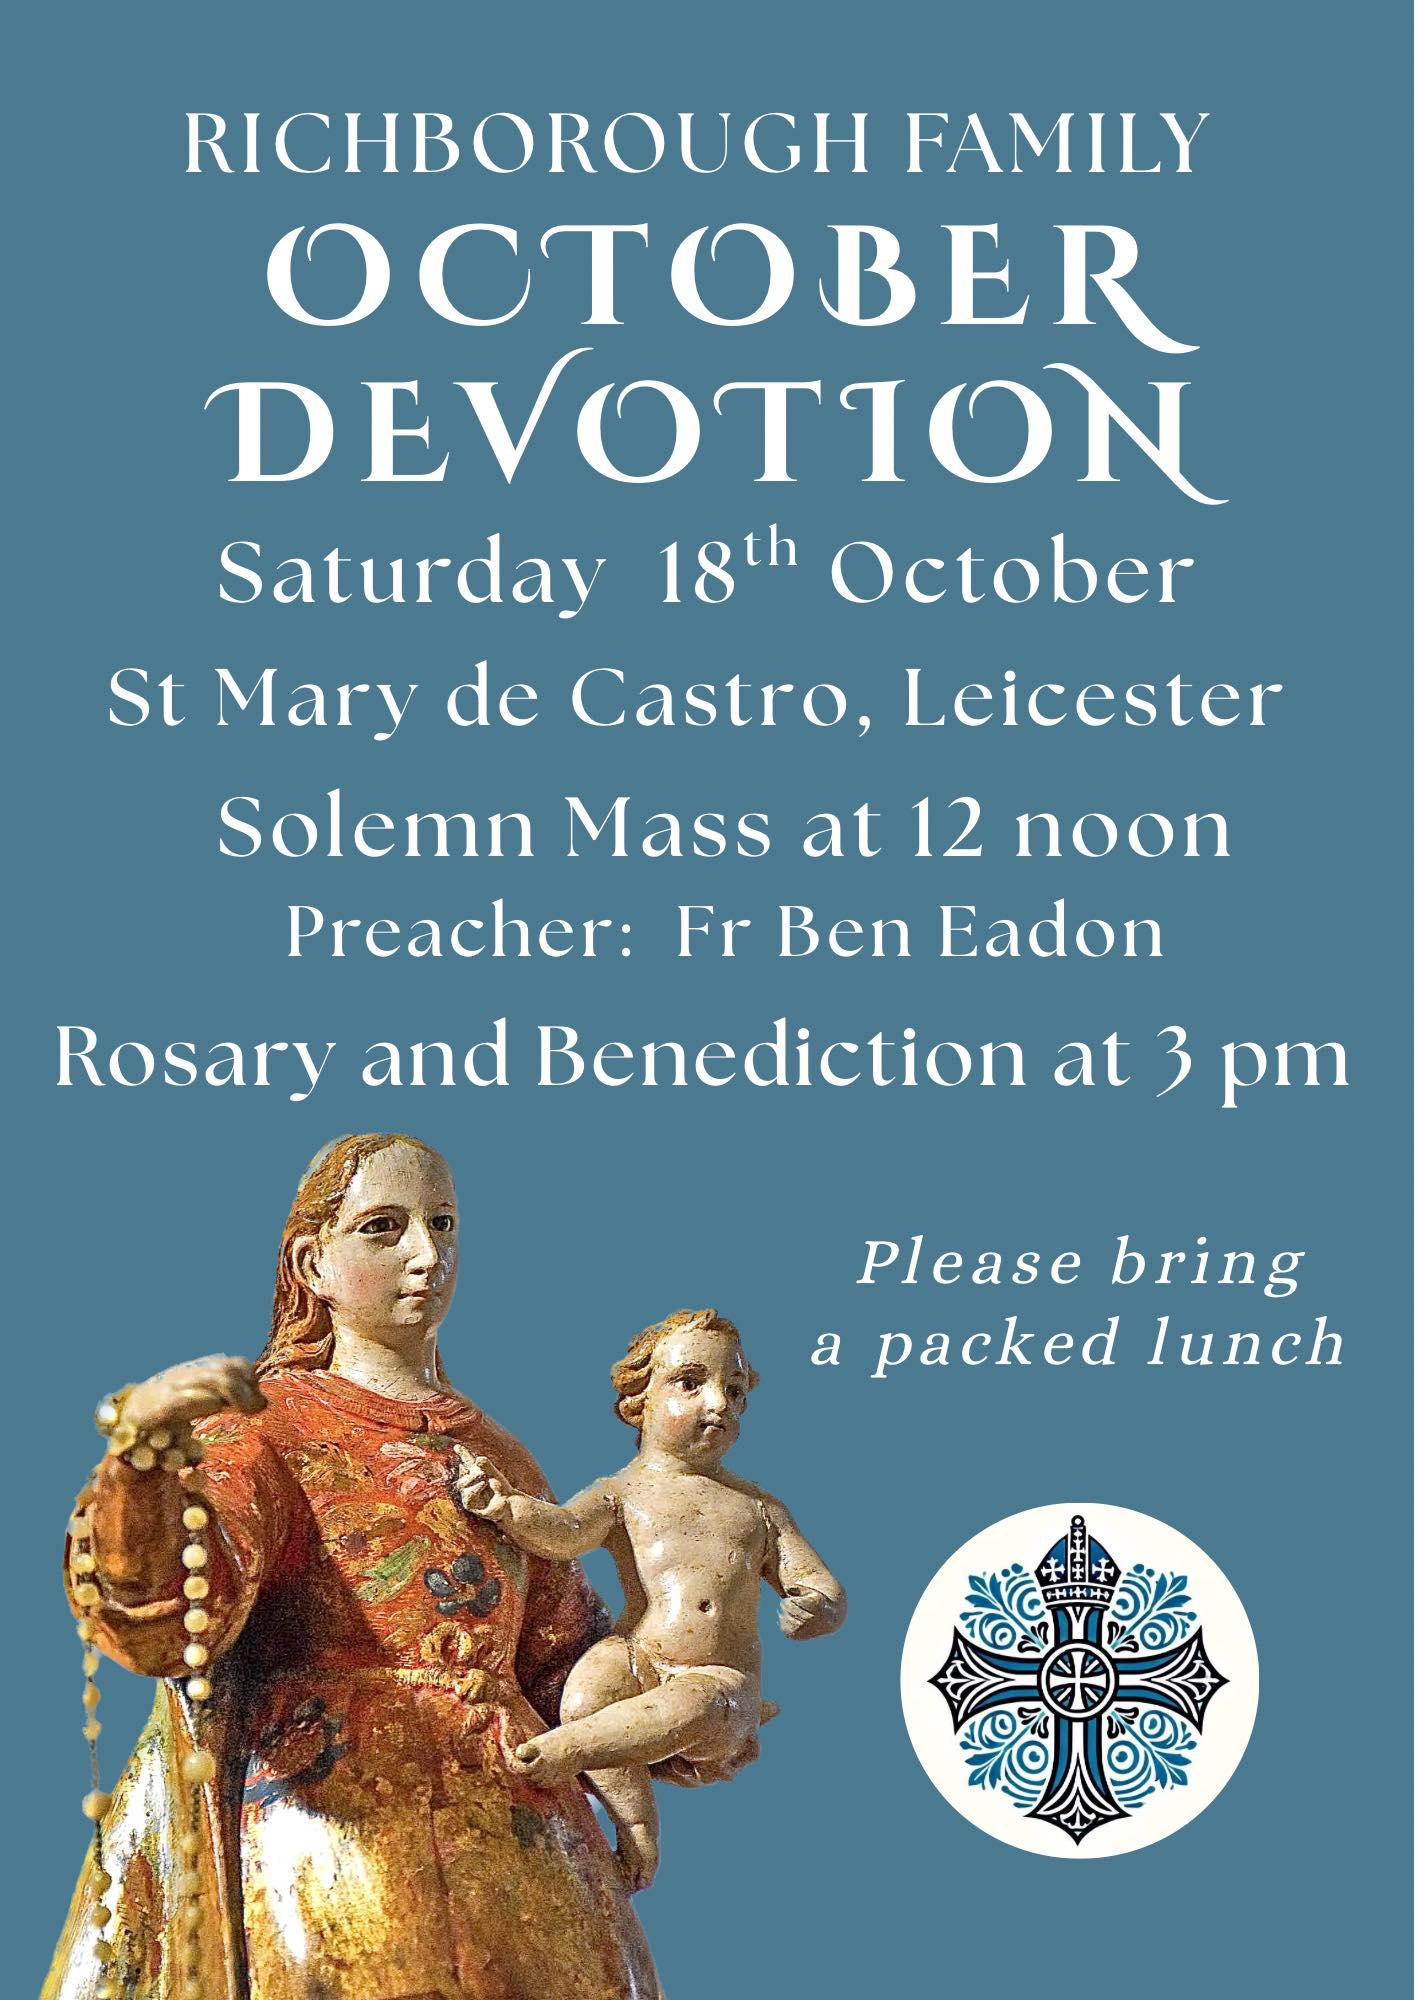 RICHBOROUGH FAMILY
OCTOBER
DEVOTION
Saturday 18th October
St Mary de Castro, Leicester
Solemn Mass at 12 noon
Preacher: Fr Ben Eadon
Rosary and Benediction at 3 pm
Please bring
a packed lunch